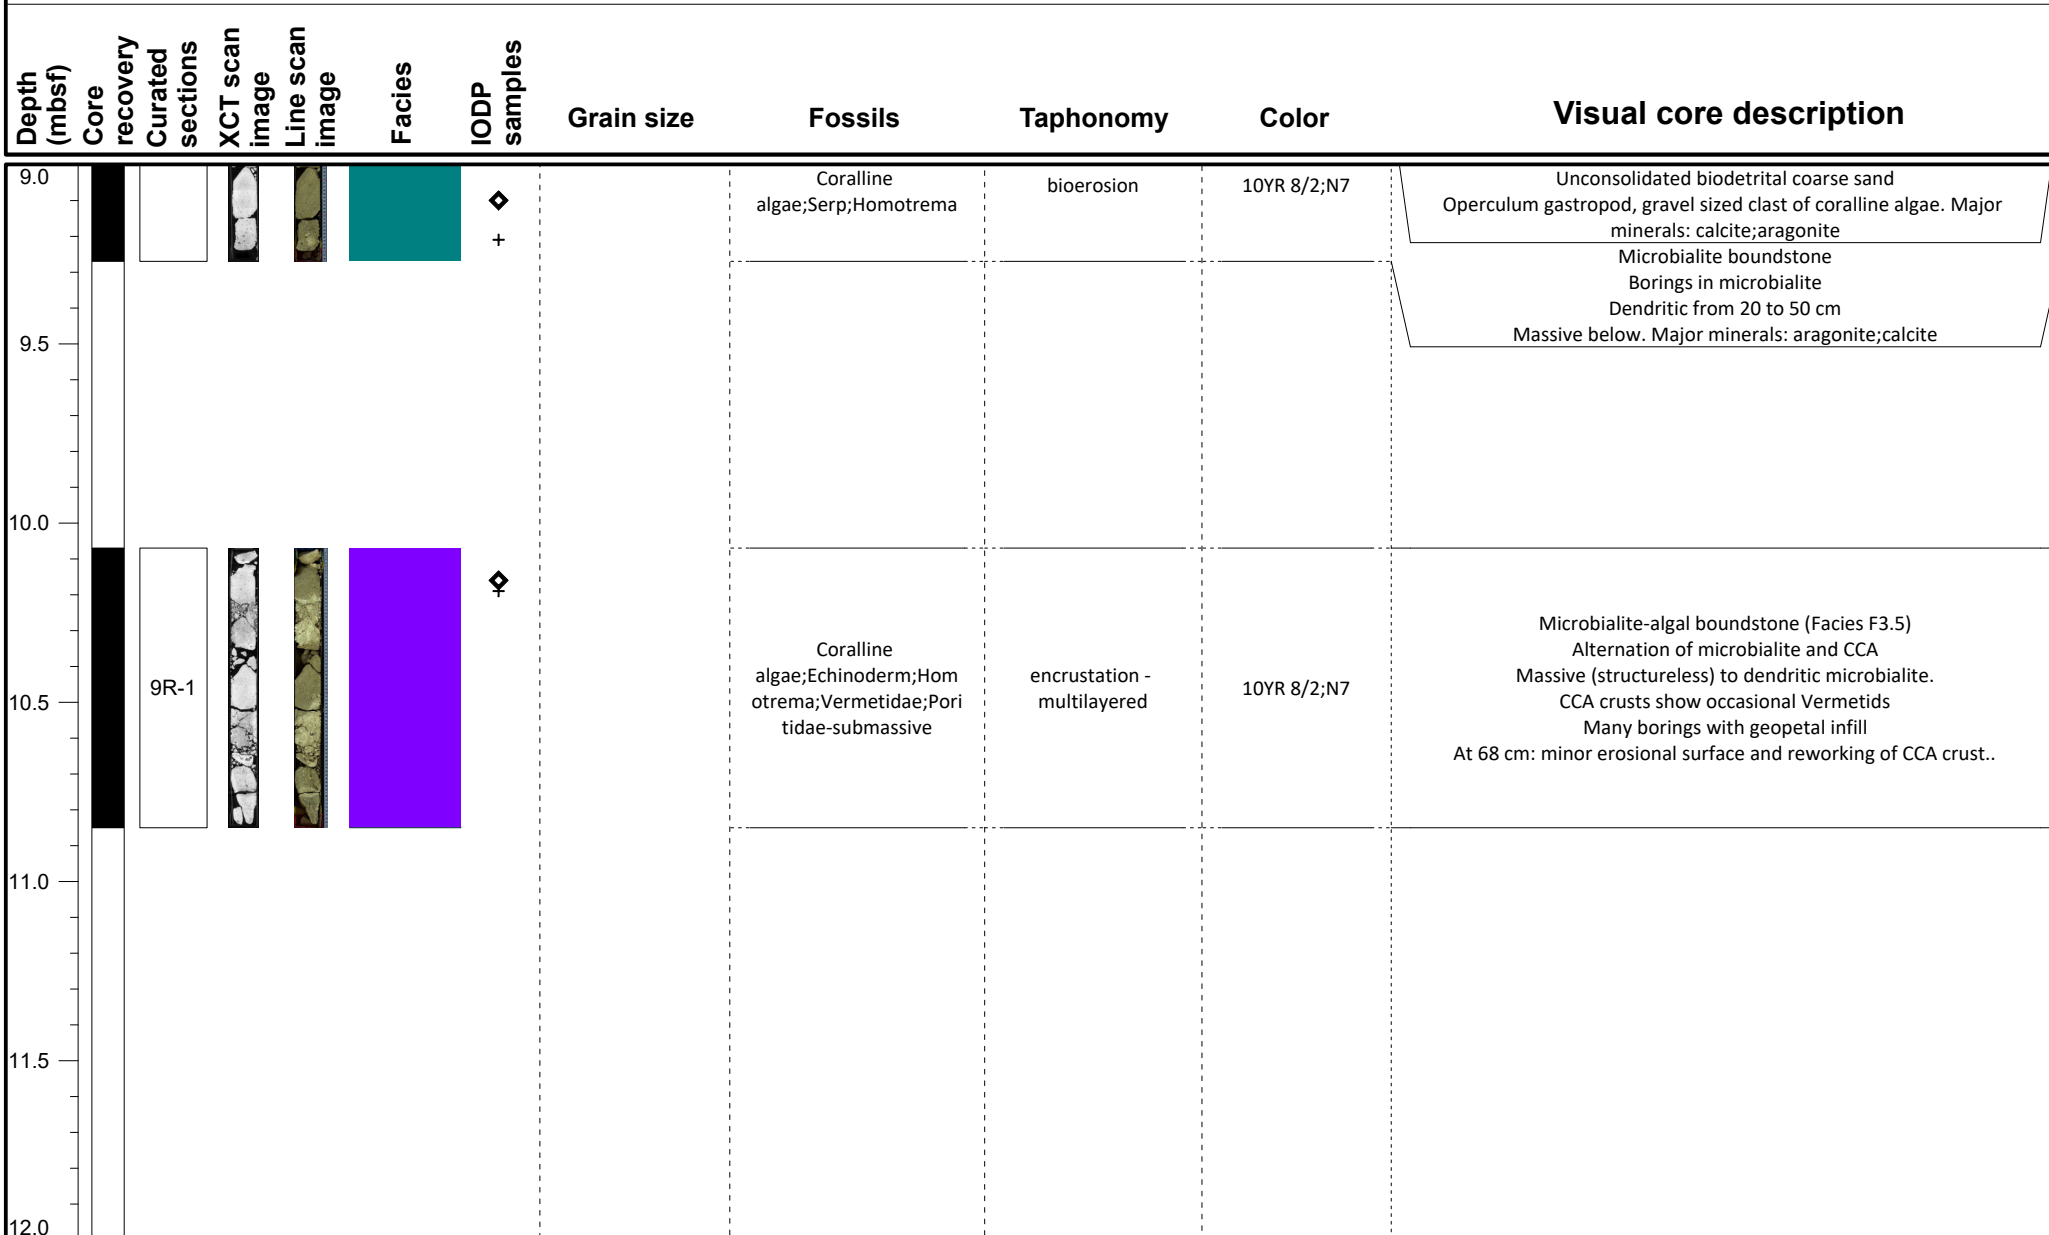 Depth
(mbsf)
Core
recovery
Curated
sections
XCT scan
image
Line scan
image
Facies
IODP
samples
Grain size
Fossils
Taphonomy
Color
Visual core description
9.0
Coralline
algae;Serp;Homotrema
bioerosion
10YR 8/2;N7
Unconsolidated biodetrital coarse sand
Operculum gastropod, gravel sized clast of coralline algae. Major
minerals: calcite;aragonite
Microbialite boundstone
Borings in microbialite
Dendritic from 20 to 50 cm
Massive below. Major minerals: aragonite;calcite
9.5
10.0
9R-1
Coralline
algae;Echinoderm;Hom
otrema;Vermetidae;Pori
tidae-submassive
encrustation -
multilayered
10YR 8/2;N7
Microbialite-algal boundstone (Facies F3.5)
Alternation of microbialite and CCA
Massive (structureless) to dendritic microbialite.
CCA crusts show occasional Vermetids
Many borings with geopetal infill
At 68 cm: minor erosional surface and reworking of CCA crust..
10.5
11.0
11.5
12.0